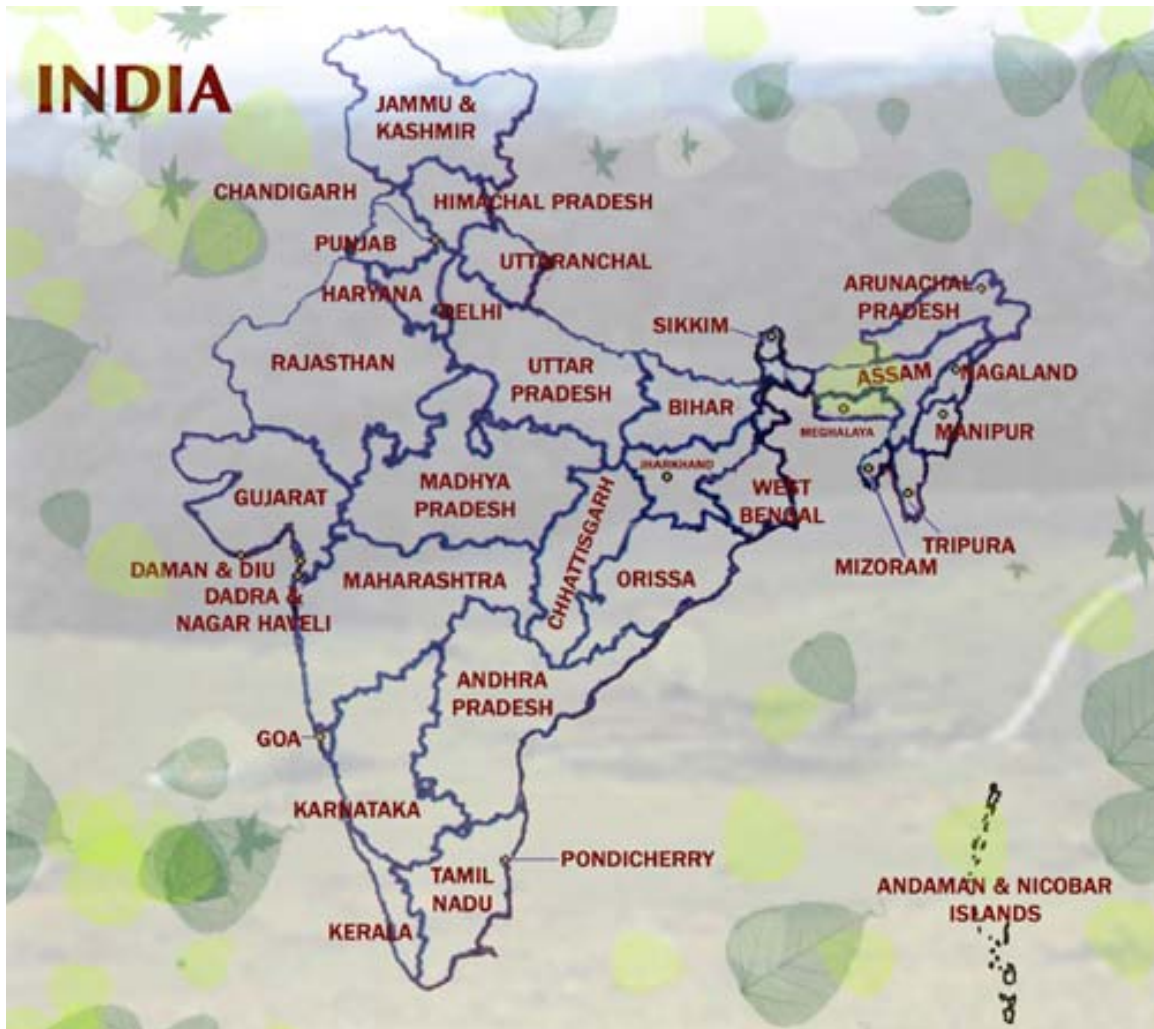 INDIA
JAMMU &
KASHMIR
CHANDIGARH
HIMACHAL PRADESH
PUNJAB
UTTARANCHAL
HARYANA
DELHI
ARUNACHAL
PRADESH
SIKKIM
RAJASTHAN
UTTAR
PRADESH
ASSAM
NAGALAND
BIHAR
MEGHALAYA
MANIPUR
JHARKHAND
MADHYA
PRADESH
GUJARAT
WEST
BENGAL
CHHATTISGARH
TRIPURA
MIZORAM
DAMAN & DIU
DADRA &
NAGAR HAVELI
MAHARASHTRA
ORISSA
ANDHRA
PRADESH
GOA
KARNATAKA
PONDICHERRY
TAMIL
NADU
KERALA
ANDAMAN & NICOBAR
ISLANDS